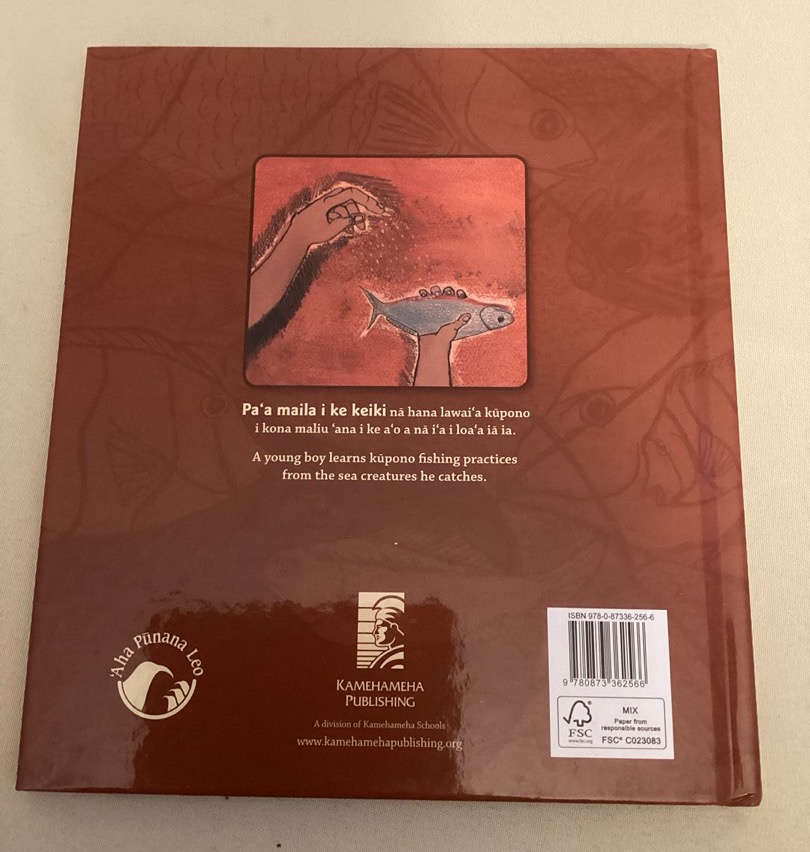 Paʻa maila i ke keiki nā hana lawaiʻa kūpono
i kona maliu ʻana i ke aʻo a nā iʻa i loaʻa iā ia.
A young boy learns kūpono fishing practices
from the sea creatures he catches.
ʻAha Pūnana Leo
KAMEHAMEHA
PUBLISHING
A division of Kamehameha Schools
www.kamehamehapublishing.org
ISBN 978-0-87336-256-6
9 780873 362566
FSC
www.fsc.org
MIX
Paper from
responsible sources
FSC® C023083